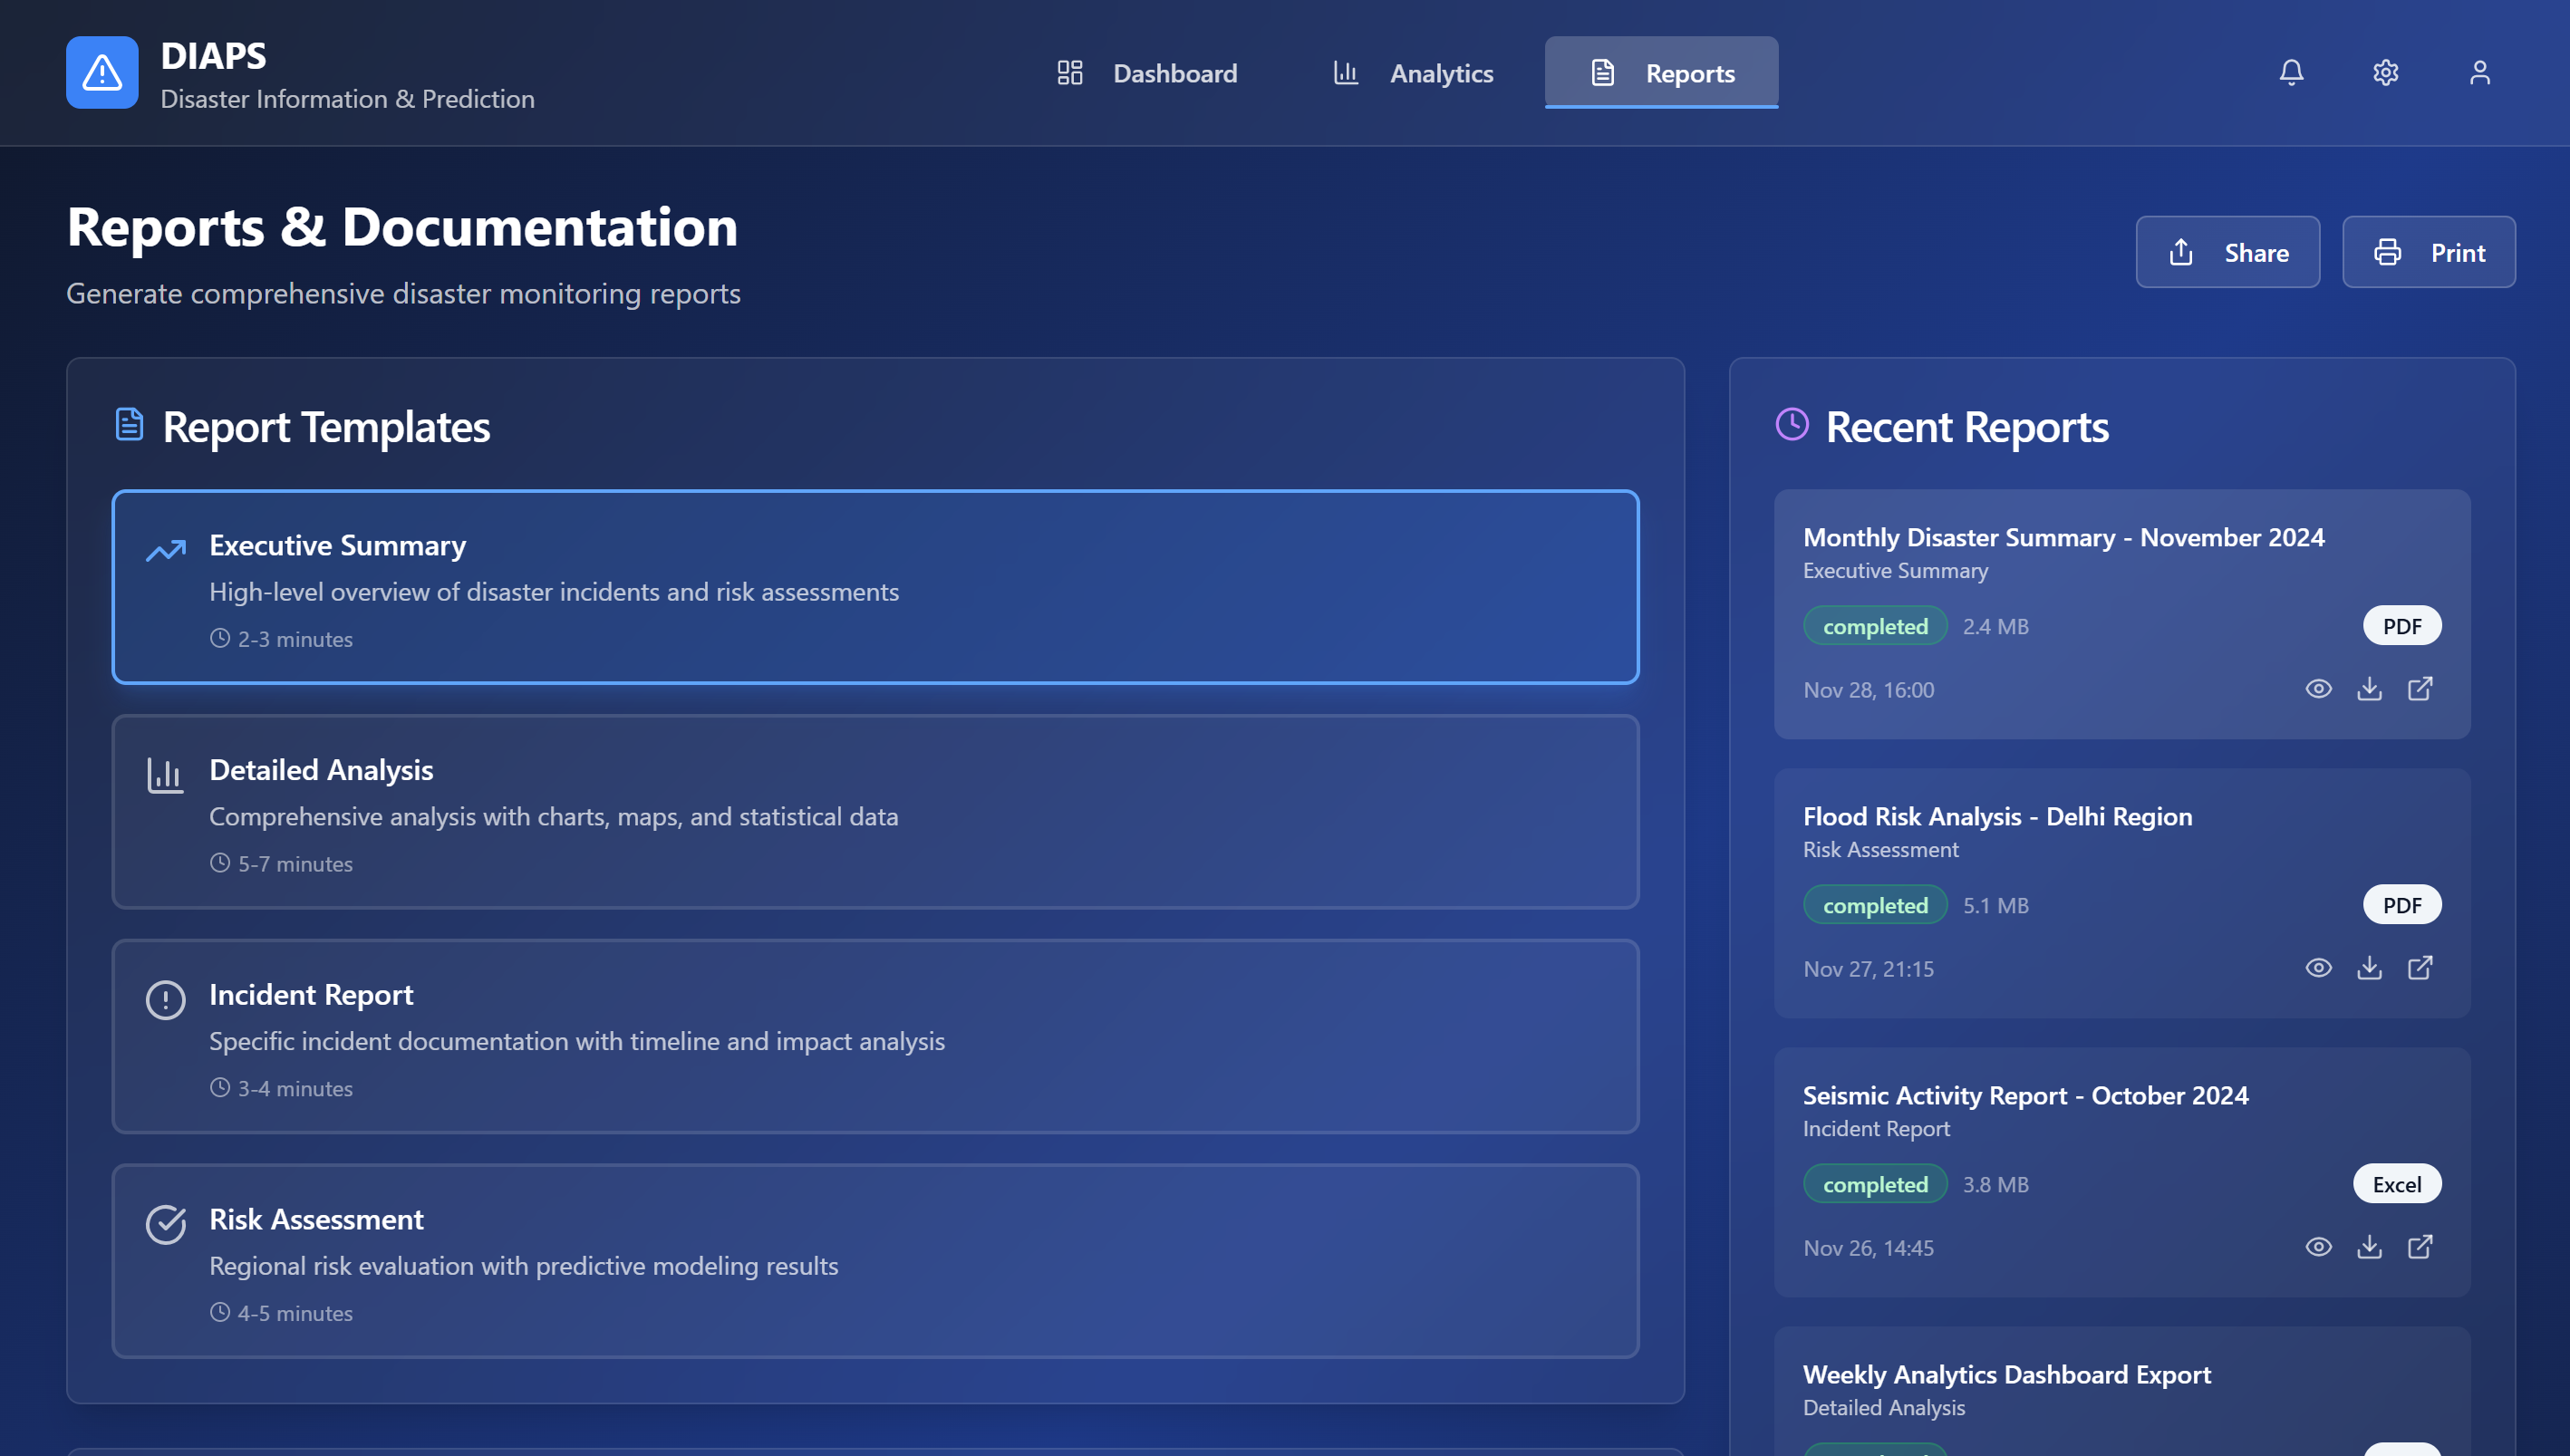 DIAPS
Disaster Information & Prediction
Dashboard
Analytics
Reports
Reports & Documentation
Generate comprehensive disaster monitoring reports
Share
Print
Report Templates
Executive Summary
High-level overview of disaster incidents and risk assessments
2-3 minutes
Detailed Analysis
Comprehensive analysis with charts, maps, and statistical data
5-7 minutes
Incident Report
Specific incident documentation with timeline and impact analysis
3-4 minutes
Risk Assessment
Regional risk evaluation with predictive modeling results
4-5 minutes
Recent Reports
Monthly Disaster Summary - November 2024
Executive Summary
completed 2.4 MB PDF
Nov 28, 16:00
Flood Risk Analysis - Delhi Region
Risk Assessment
completed 5.1 MB PDF
Nov 27, 21:15
Seismic Activity Report - October 2024
Incident Report
completed 3.8 MB Excel
Nov 26, 14:45
Weekly Analytics Dashboard Export
Detailed Analysis